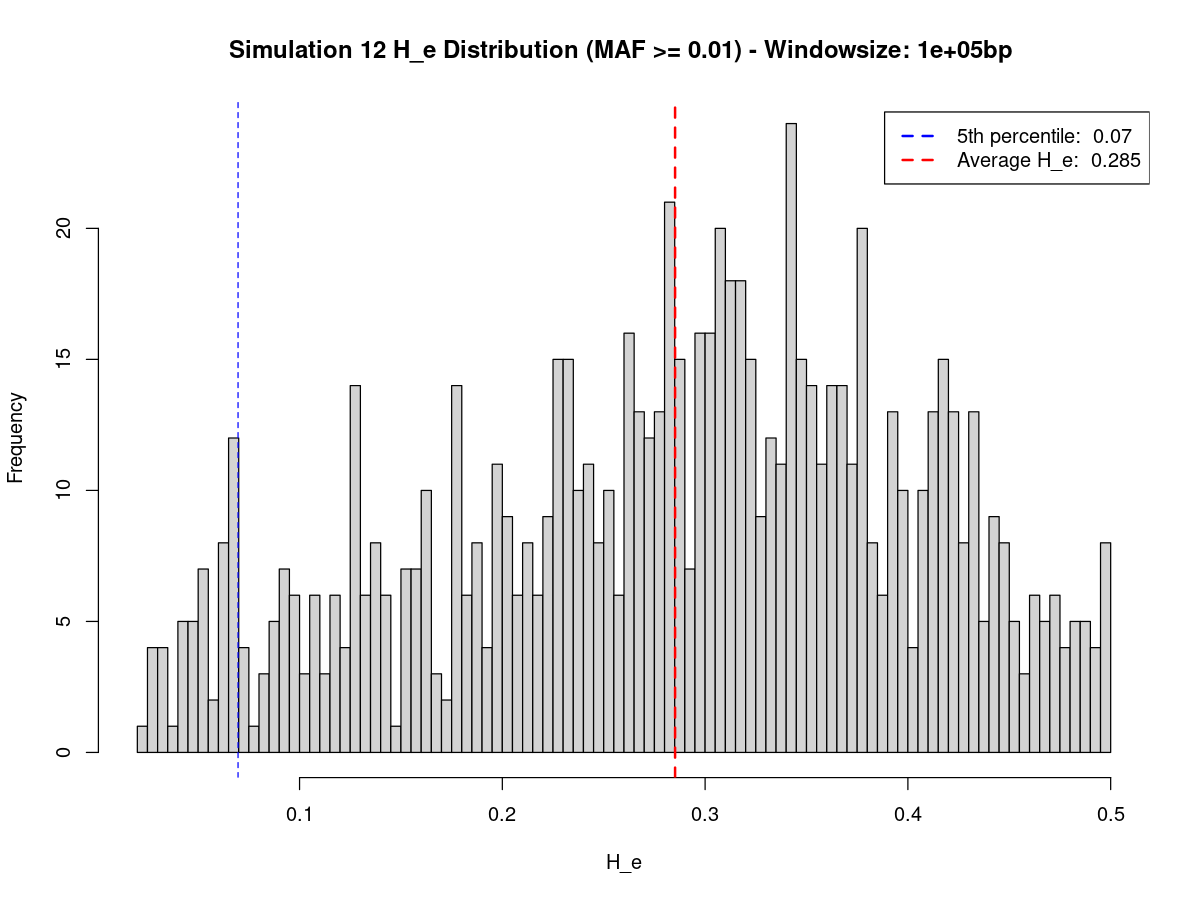 Simulation 12 H_e Distribution (MAF >= 0.01) - Windowsize: 1e+05bp
5th percentile:  0.07
Average H_e:  0.285
20
15
10
5
0
Frequency
0.1 0.2 0.3 0.4 0.5
H_e